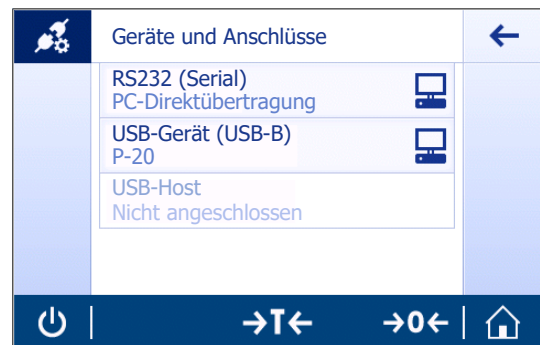 Geräte und Anschlüsse
RS232 (Serial)
PC-Direktübertragung
USB-Gerät (USB-B)
P-20
USB-Host
Nicht angeschlossen
→T← →0←